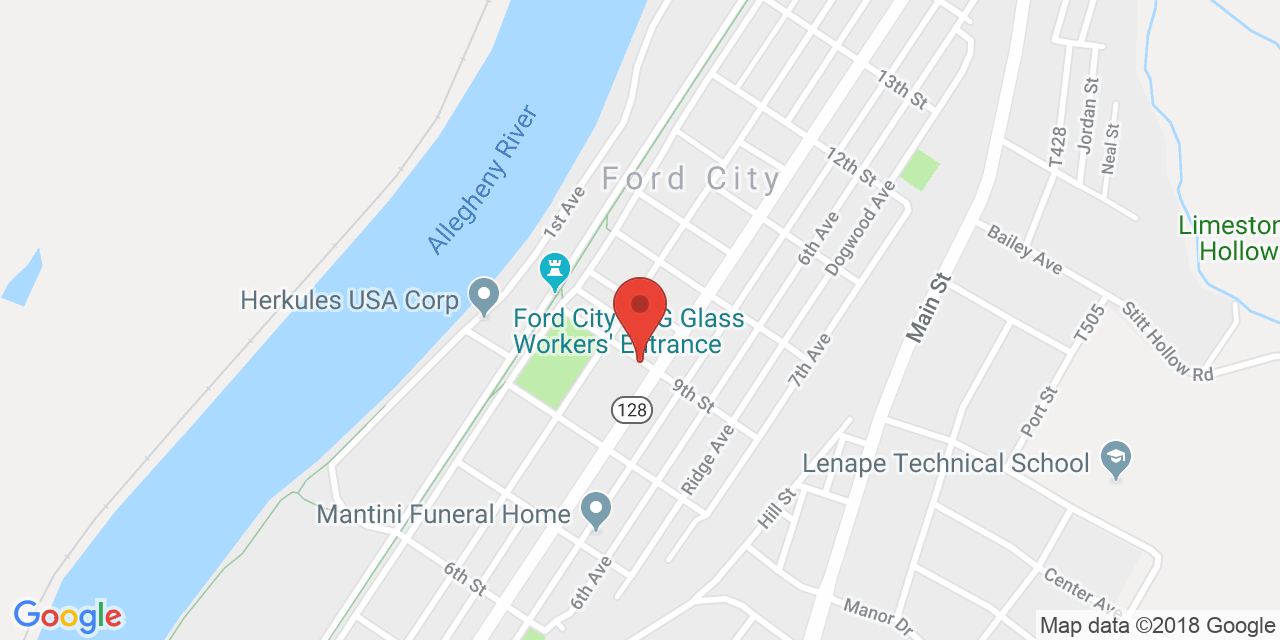 13th St
Jordan St
T428
Neal St
12th St
Ford City
Allegheny River
1st Ave
Dogwood Ave
6th Ave
Bailey Ave
Limeston
Hollow
Herkules USA Corp
Main St
Ford City
G Glass
Workers' Entrance
T505
Stitt Hollow Rd
7th Ave
9th St
128
Port St
Ridge Ave
Lenape Technical School
Hill St
Mantini Funeral Home
6th St
6th Ave
Center Ave
Manor Dr
Google
Map data ©2018 Google